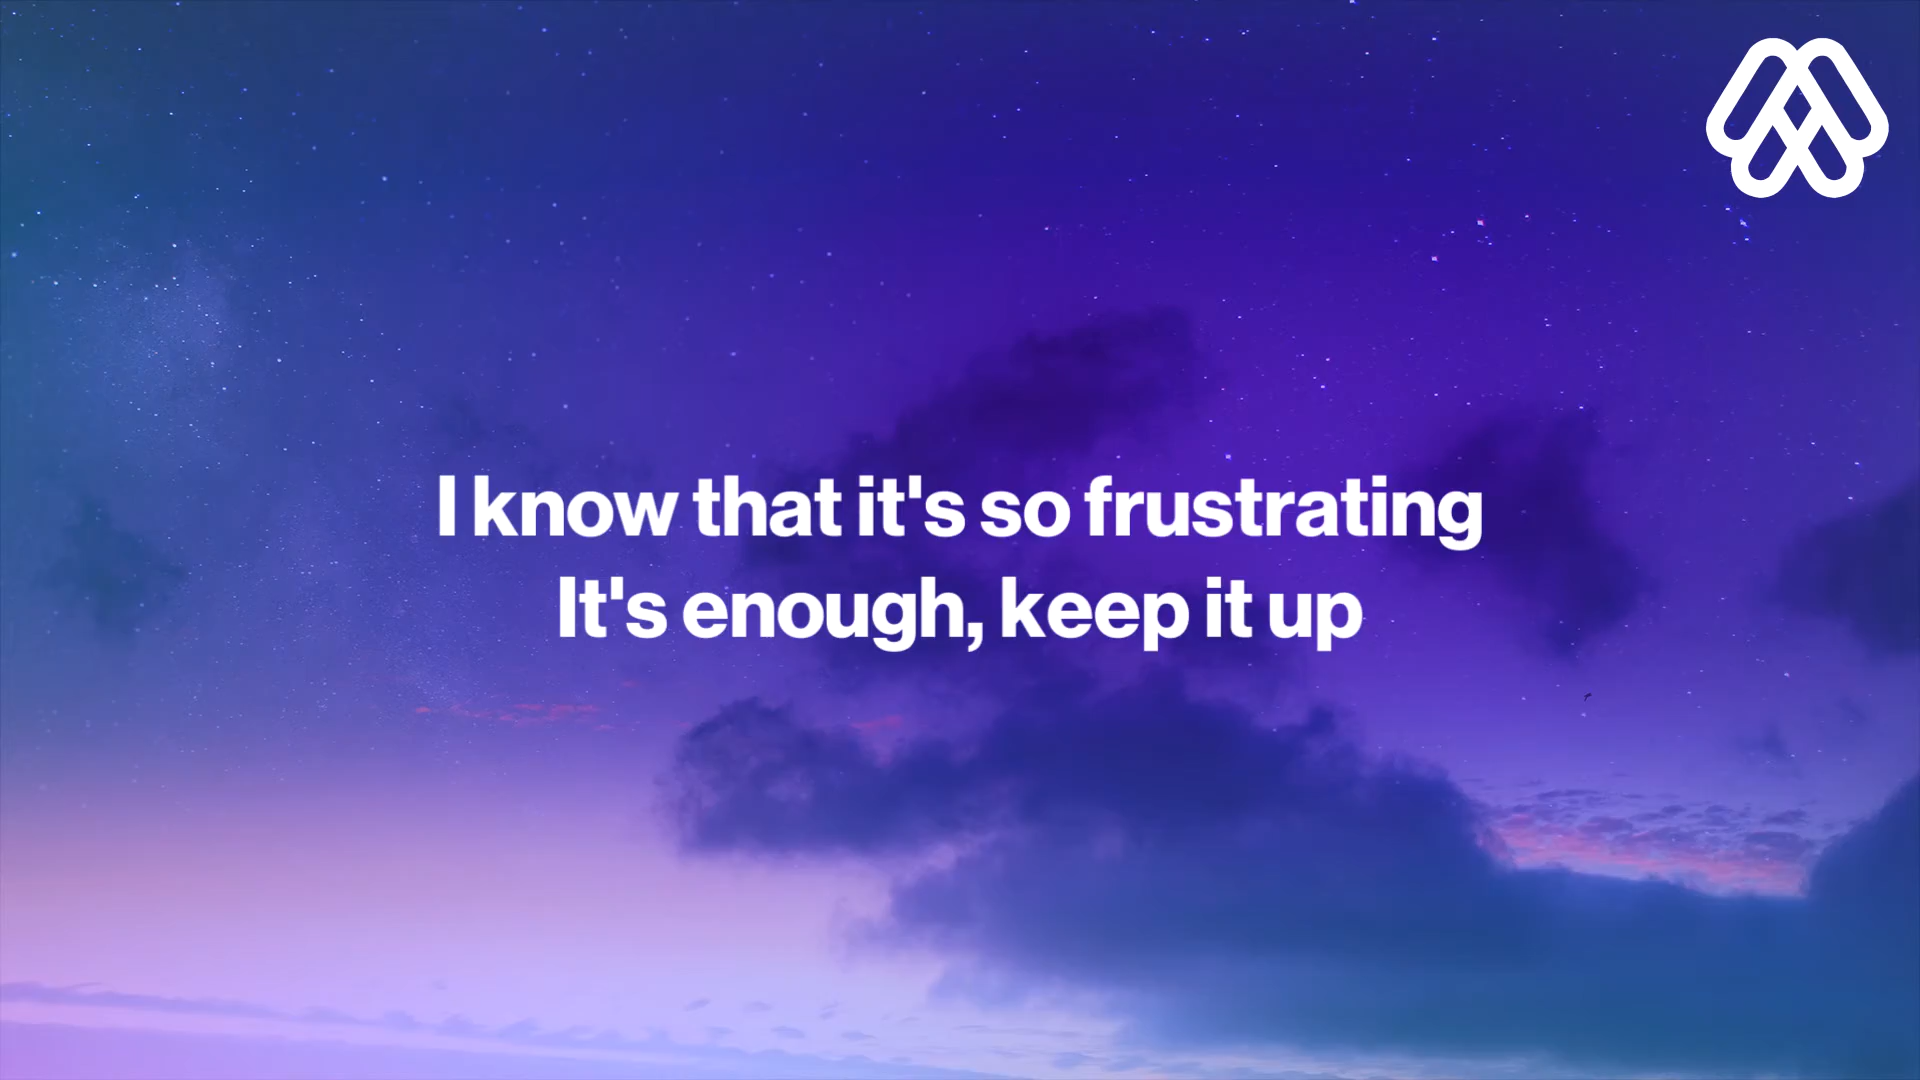 I know that it's so frustrating
It's enough, keep it up